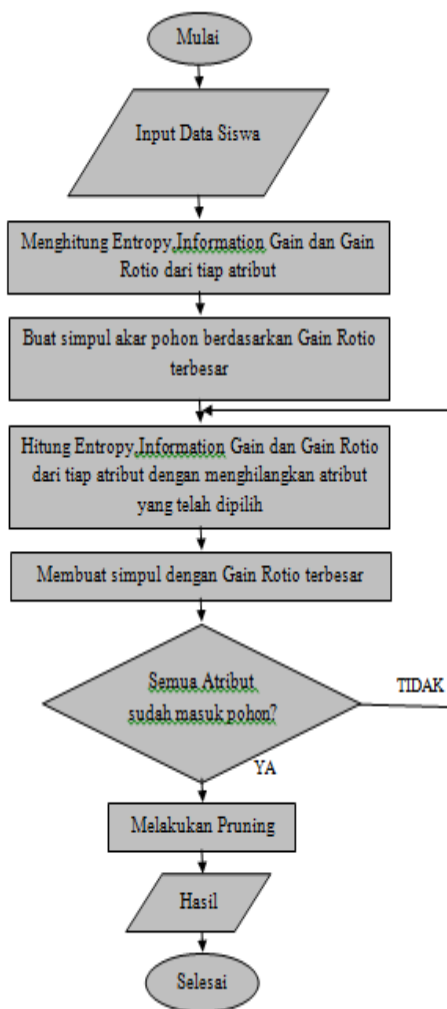 Mulai
Input Data Siswa
Menghitung Entropy,Information Gain dan Gain
Rotio dari tiap atribut
Buat simpul akar pohon berdasarkan Gain Rotio
terbesar
Hitung Entropy,Information Gain dan Gain Rotio
dari tiap atribut dengan menghilangkan atribut
yang telah dipilih
Membuat simpul dengan Gain Rotio terbesar
Semua Atribut
sudah masuk pohon?
TIDAK
YA
Melakukan Pruning
Hasil
Selesai